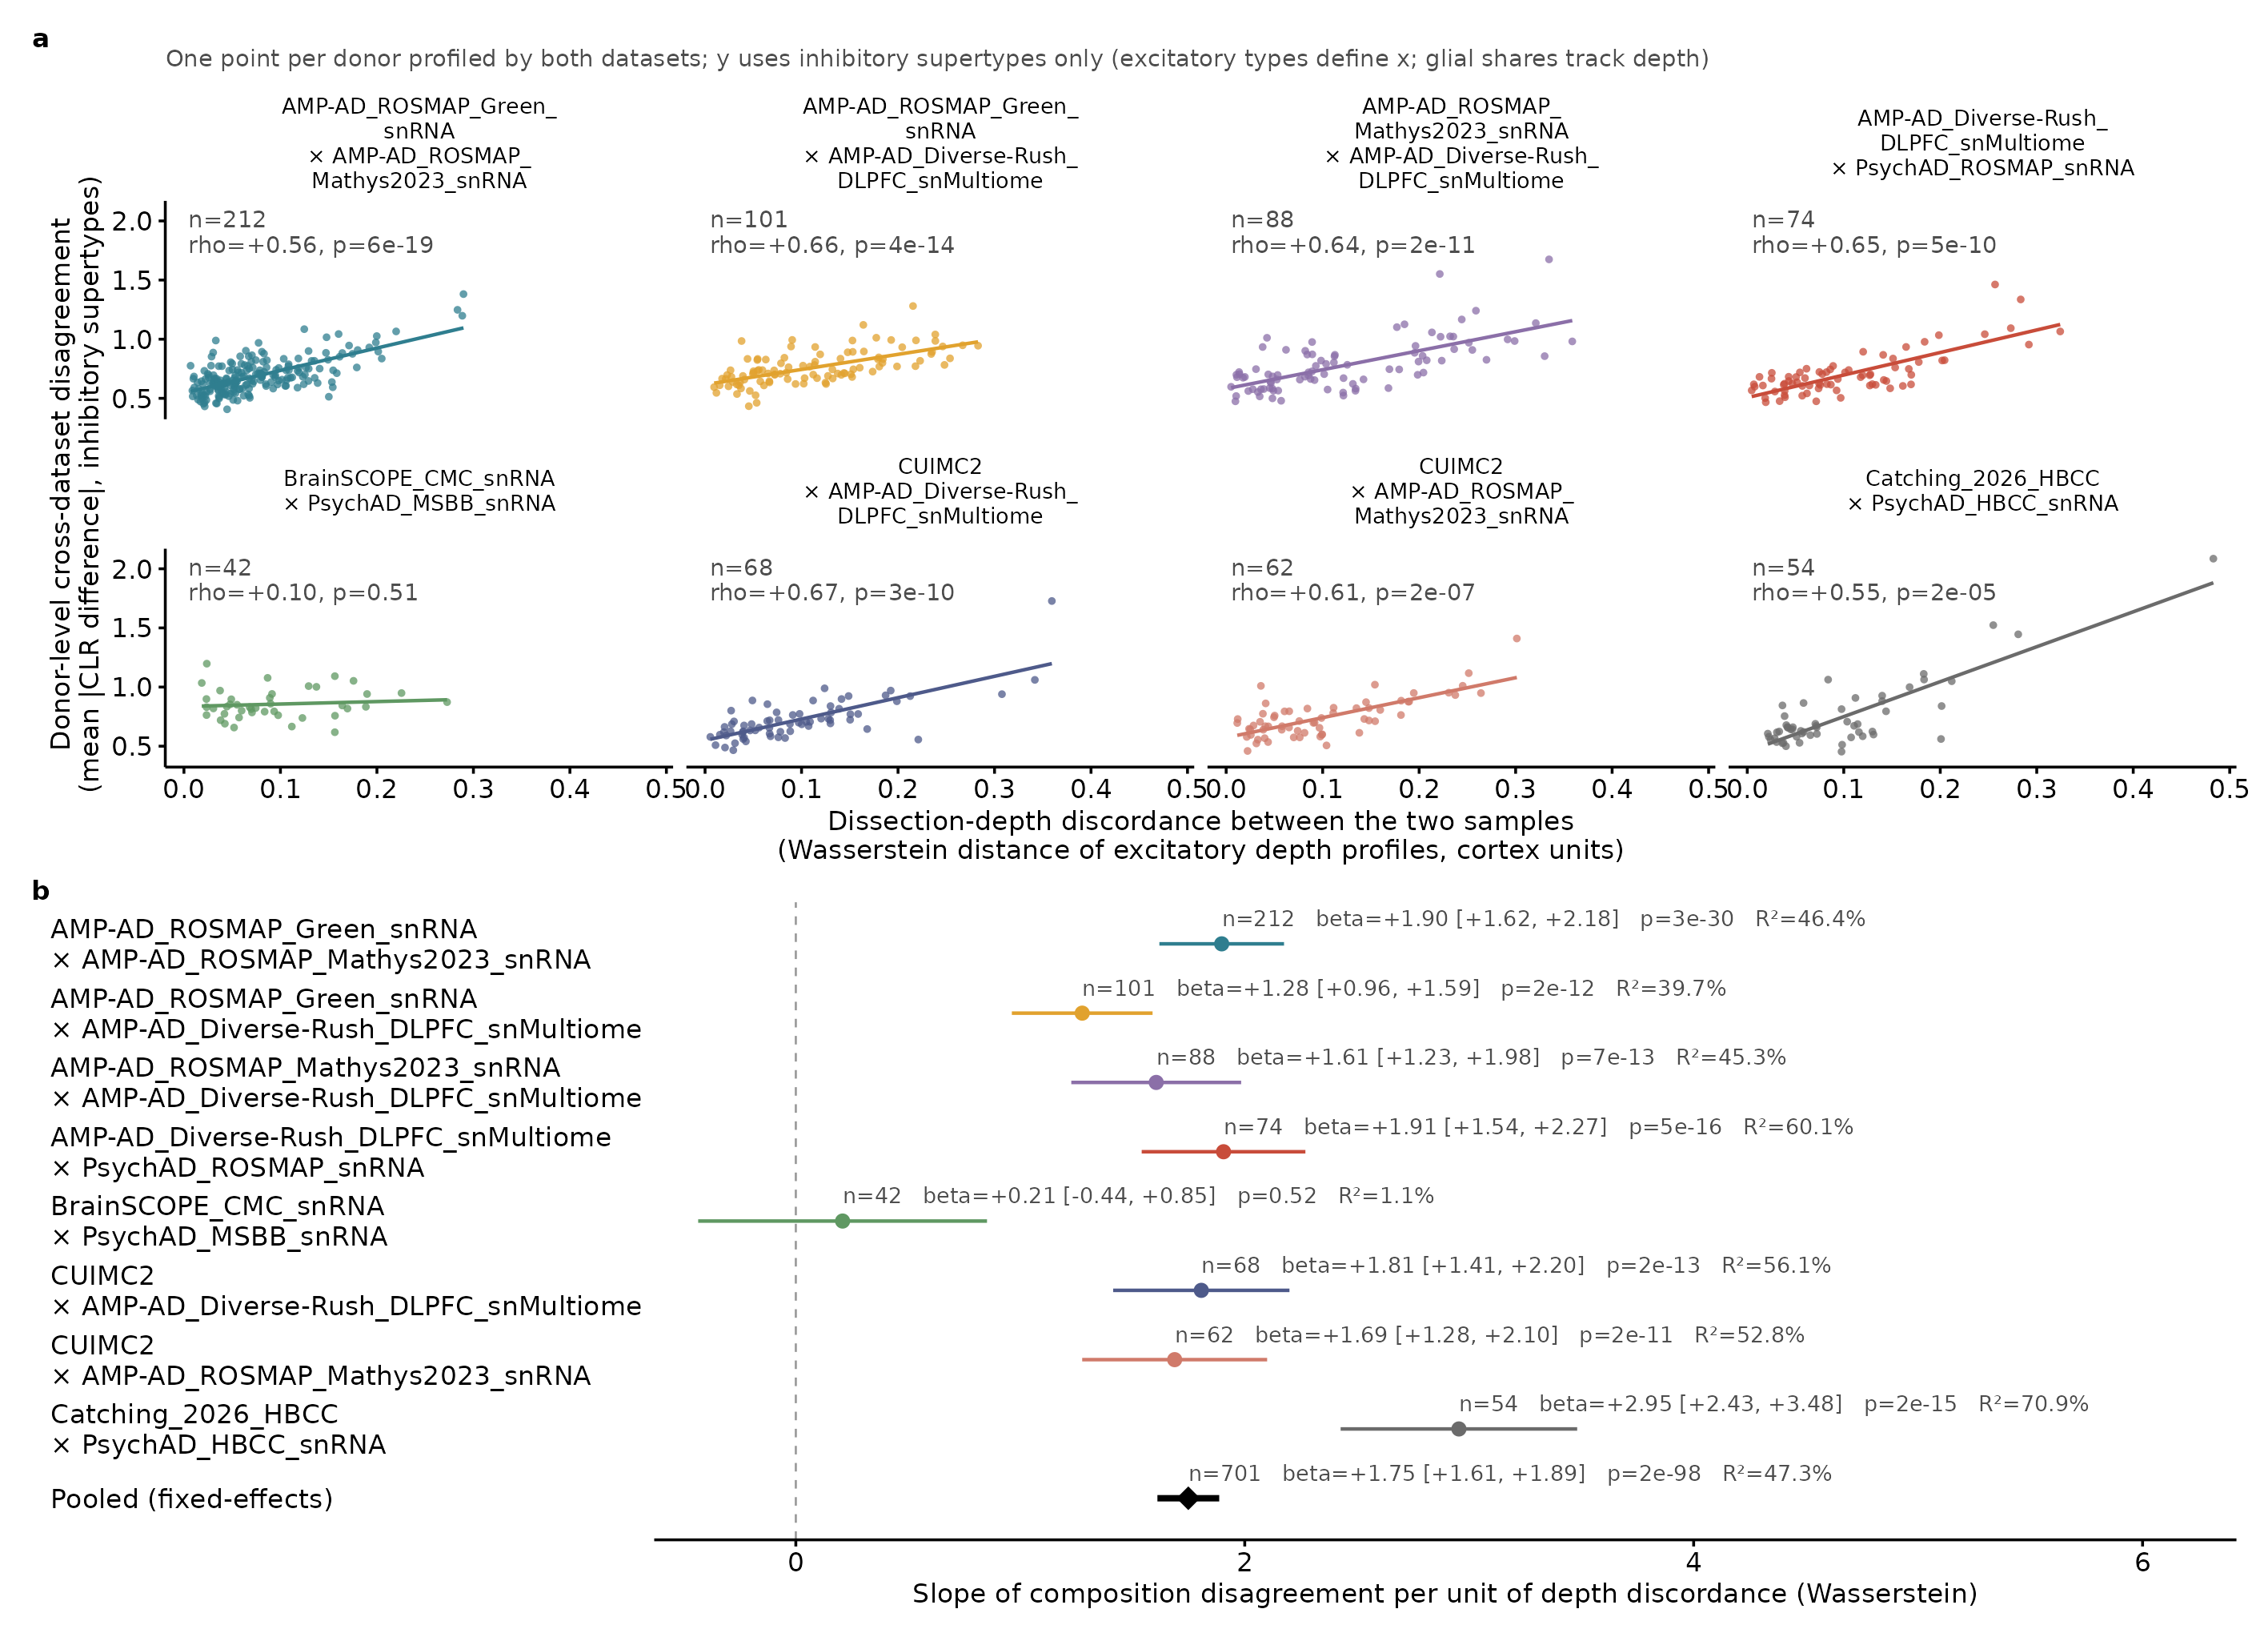 a
One point per donor profiled by both datasets; y uses inhibitory supertypes only (excitatory types define x; glial shares track depth)
AMP-AD_ROSMAP_Green_
snRNA
× AMP-AD_ROSMAP_
Mathys2023_snRNA
AMP-AD_ROSMAP_Green_
snRNA
× AMP-AD_Diverse-Rush_
DLPFC_snMultiome
AMP-AD_ROSMAP_
Mathys2023_snRNA
× AMP-AD_Diverse-Rush_
DLPFC_snMultiome
AMP-AD_Diverse-Rush_
DLPFC_snMultiome
× PsychAD_ROSMAP_snRNA
Donor-level cross-dataset disagreement
(mean |CLR difference|, inhibitory supertypes)
2.0
1.5
1.0
0.5
n=212
rho=+0.56, p=6e-19
n=101
rho=+0.66, p=4e-14
n=88
rho=+0.64, p=2e-11
n=74
rho=+0.65, p=5e-10
BrainSCOPE_CMC_snRNA
× PsychAD_MSBB_snRNA
CUIMC2
× AMP-AD_Diverse-Rush_
DLPFC_snMultiome
CUIMC2
× AMP-AD_ROSMAP_
Mathys2023_snRNA
Catching_2026_HBCC
× PsychAD_HBCC_snRNA
2.0
1.5
1.0
0.5
n=42
rho=+0.10, p=0.51
n=68
rho=+0.67, p=3e-10
n=62
rho=+0.61, p=2e-07
n=54
rho=+0.55, p=2e-05
0.0 0.1 0.2 0.3 0.4 0.5
0.0 0.1 0.2 0.3 0.4 0.5
0.0 0.1 0.2 0.3 0.4 0.5
0.0 0.1 0.2 0.3 0.4 0.5
Dissection-depth discordance between the two samples
(Wasserstein distance of excitatory depth profiles, cortex units)
b
AMP-AD_ROSMAP_Green_snRNA
× AMP-AD_ROSMAP_Mathys2023_snRNA
n=212 beta=+1.90 [+1.62, +2.18] p=3e-30 R²=46.4%
AMP-AD_ROSMAP_Green_snRNA
× AMP-AD_Diverse-Rush_DLPFC_snMultiome
n=101 beta=+1.28 [+0.96, +1.59] p=2e-12 R²=39.7%
AMP-AD_ROSMAP_Mathys2023_snRNA
× AMP-AD_Diverse-Rush_DLPFC_snMultiome
n=88 beta=+1.61 [+1.23, +1.98] p=7e-13 R²=45.3%
AMP-AD_Diverse-Rush_DLPFC_snMultiome
× PsychAD_ROSMAP_snRNA
n=74 beta=+1.91 [+1.54, +2.27] p=5e-16 R²=60.1%
BrainSCOPE_CMC_snRNA
× PsychAD_MSBB_snRNA
n=42 beta=+0.21 [-0.44, +0.85] p=0.52 R²=1.1%
CUIMC2
× AMP-AD_Diverse-Rush_DLPFC_snMultiome
n=68 beta=+1.81 [+1.41, +2.20] p=2e-13 R²=56.1%
CUIMC2
× AMP-AD_ROSMAP_Mathys2023_snRNA
n=62 beta=+1.69 [+1.28, +2.10] p=2e-11 R²=52.8%
Catching_2026_HBCC
× PsychAD_HBCC_snRNA
n=54 beta=+2.95 [+2.43, +3.48] p=2e-15 R²=70.9%
Pooled (fixed-effects)
n=701 beta=+1.75 [+1.61, +1.89] p=2e-98 R²=47.3%
0 2 4 6
Slope of composition disagreement per unit of depth discordance (Wasserstein)